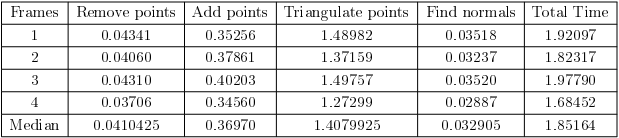 Frames Remove points Add points Triangulate points Find normals Total Time
1 0.04341 0.35256 1.48982 0.03518 1.92097
2 0.04060 0.37861 1.37159 0.03237 1.82317
3 0.04310 0.40203 1.49757 0.03520 1.97790
4 0.03706 0.34560 1.27299 0.02887 1.68452
Median 0.0410425 0.36970 1.4079925 0.032905 1.85164